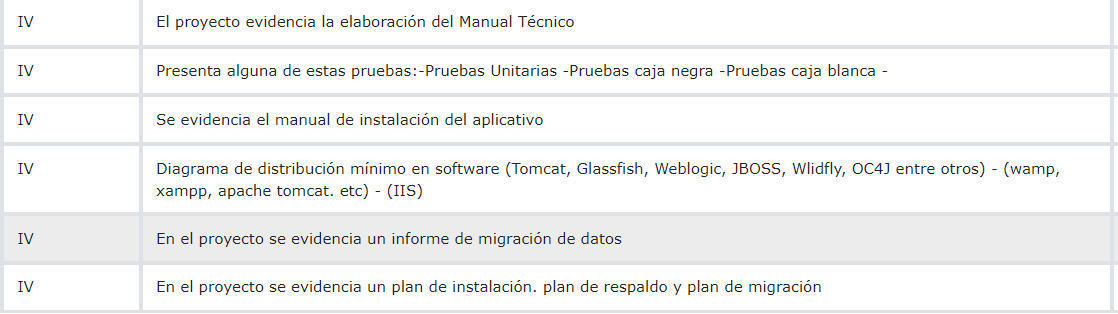 IV El proyecto evidencia la elaboración del Manual Técnico
IV Presenta alguna de estas pruebas:-Pruebas Unitarias -Pruebas caja negra -Pruebas caja blanca -
IV Se evidencia el manual de instalación del aplicativo
IV Diagrama de distribución mínimo en software (Tomcat, Glassfish, Weblogic, JBOSS, Wlidfly, OC4J entre otros) - (wamp,
xampp, apache tomcat. etc) - (IIS)
IV En el proyecto se evidencia un informe de migración de datos
IV En el proyecto se evidencia un plan de instalación. plan de respaldo y plan de migración